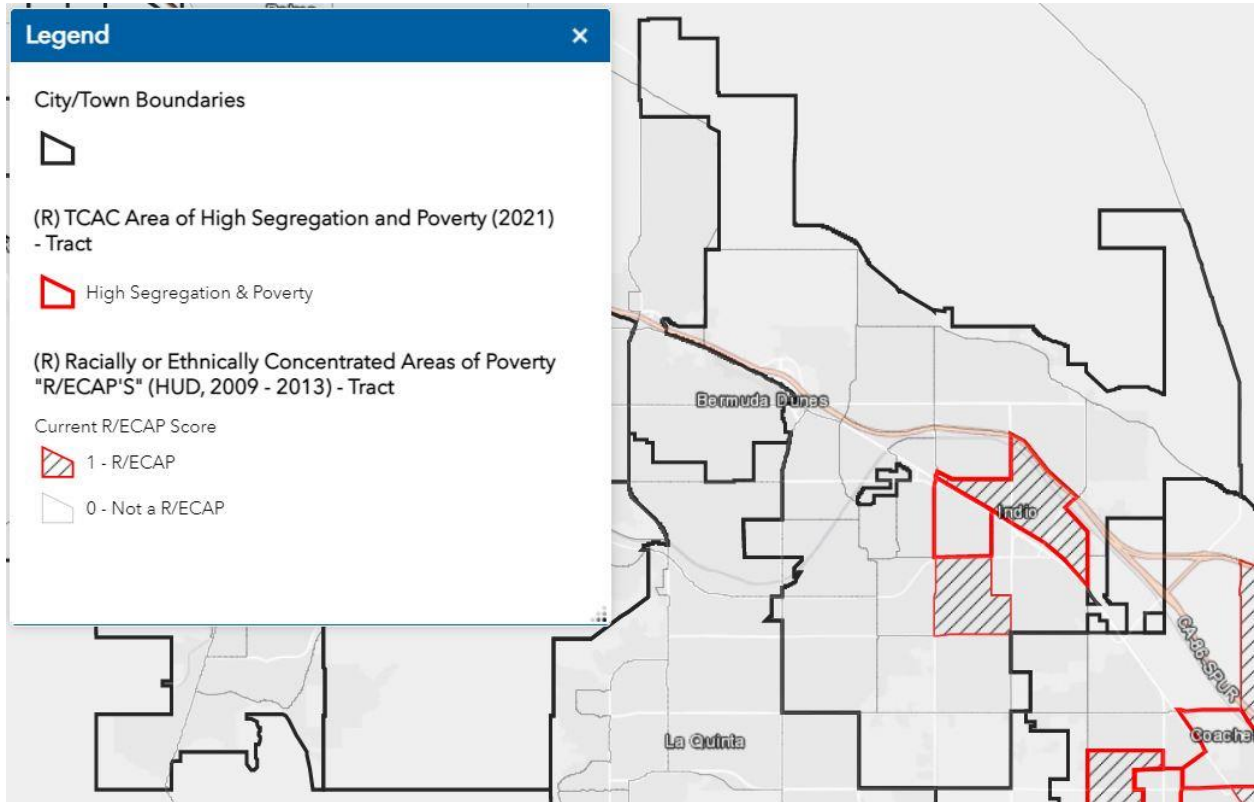 Legend
City/Town Boundaries
(R) TCAC Area of High Segregation and Poverty (2021)
- Tract
High Segregation & Poverty
(R) Racially or Ethnically Concentrated Areas of Poverty
"R/ECAP'S" (HUD, 2009 - 2013) - Tract
Current R/ECAP Score
1 - R/ECAP
0 - Not a R/ECAP
Bermuda Dunes
Indio
CA-86-SPUR
La Quinta
Coache